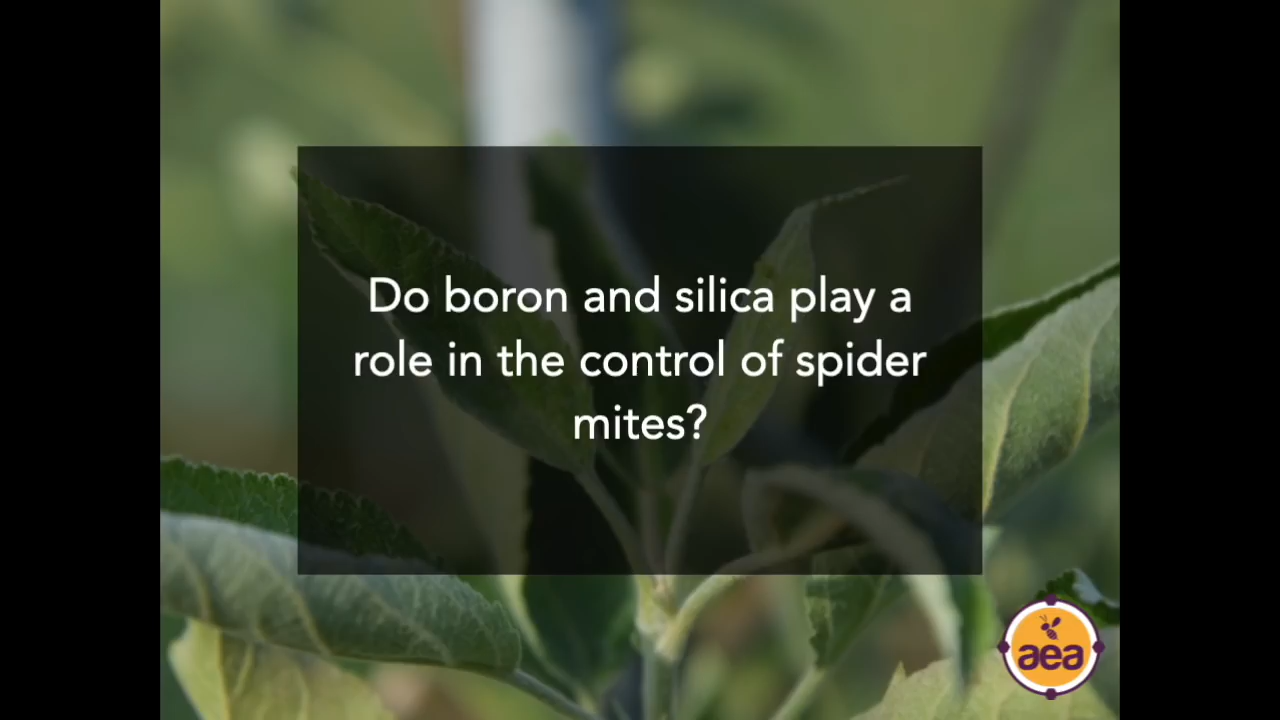 Do boron and silica play a
role in the control of spider
mites?
aea